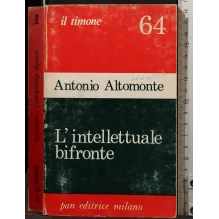 il timone
64
Antonio Altomonte
L'intellettuale
bifronte
pan editrice milano